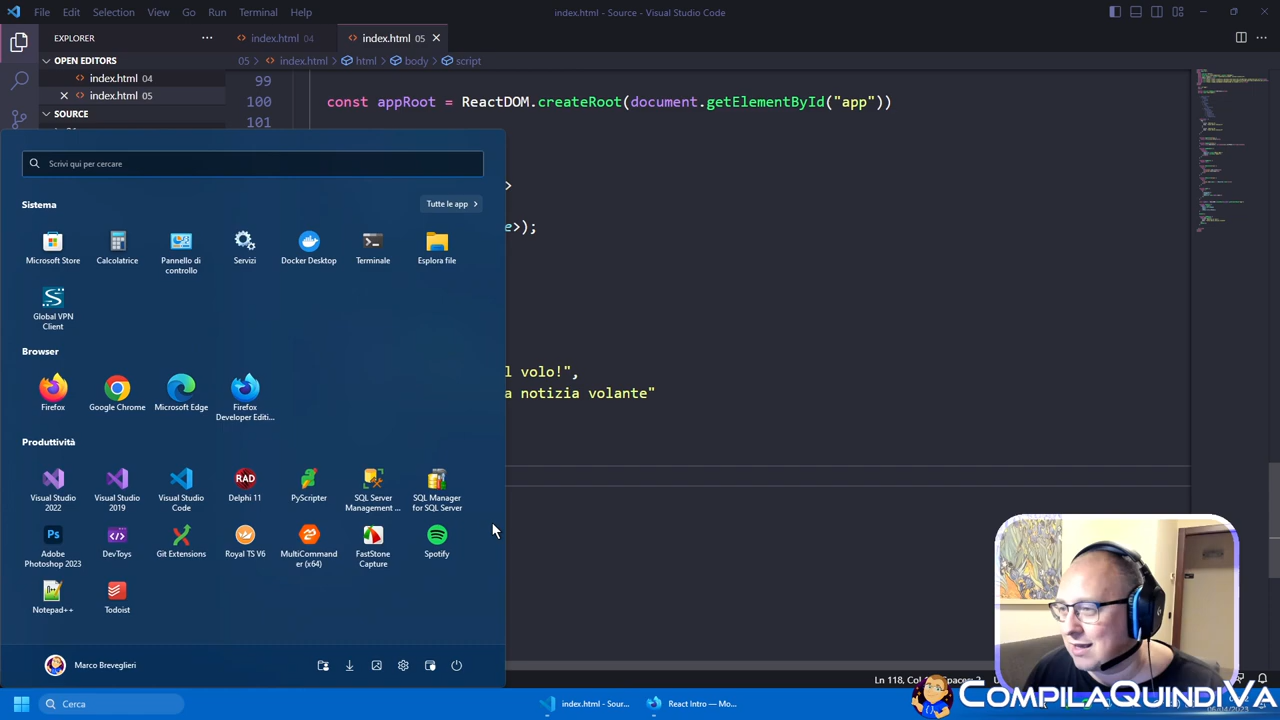 File Edit Selection View Go Run Terminal Help
index.html - Source - Visual Studio Code
EXPLORER
index.html 04
index.html 05
OPEN EDITORS
05 index.html html body script
index.html 04
index.html 05
SOURCE
99
100 const appRoot = ReactDOM.createRoot(document.getElementById("app"))
101
>
e>);
l volo!",
a notizia volante"
Scrivi qui per cercare
Sistema
Tutte le app
Microsoft Store
Calcolatrice
Pannello di
controllo
Servizi
Docker Desktop
Terminale
Esplora file
Global VPN
Client
Browser
Firefox
Google Chrome
Microsoft Edge
Firefox
Developer Editi...
Produttività
Visual Studio
2022
Visual Studio
2019
Visual Studio
Code
RAD
Delphi 11
PyScripter
SQL Server
Management ...
SQL Manager
for SQL Server
Ps
Adobe
Photoshop 2023
DevToys
Git Extensions
Royal TS V6
MultiCommand
er (x64)
FastStone
Capture
Spotify
Notepad++
Todoist
Marco Breveglieri
Ln 118, Col
COMPILAQUINDIVA
Cerca
index.html - Sour...
React Intro — Mo...